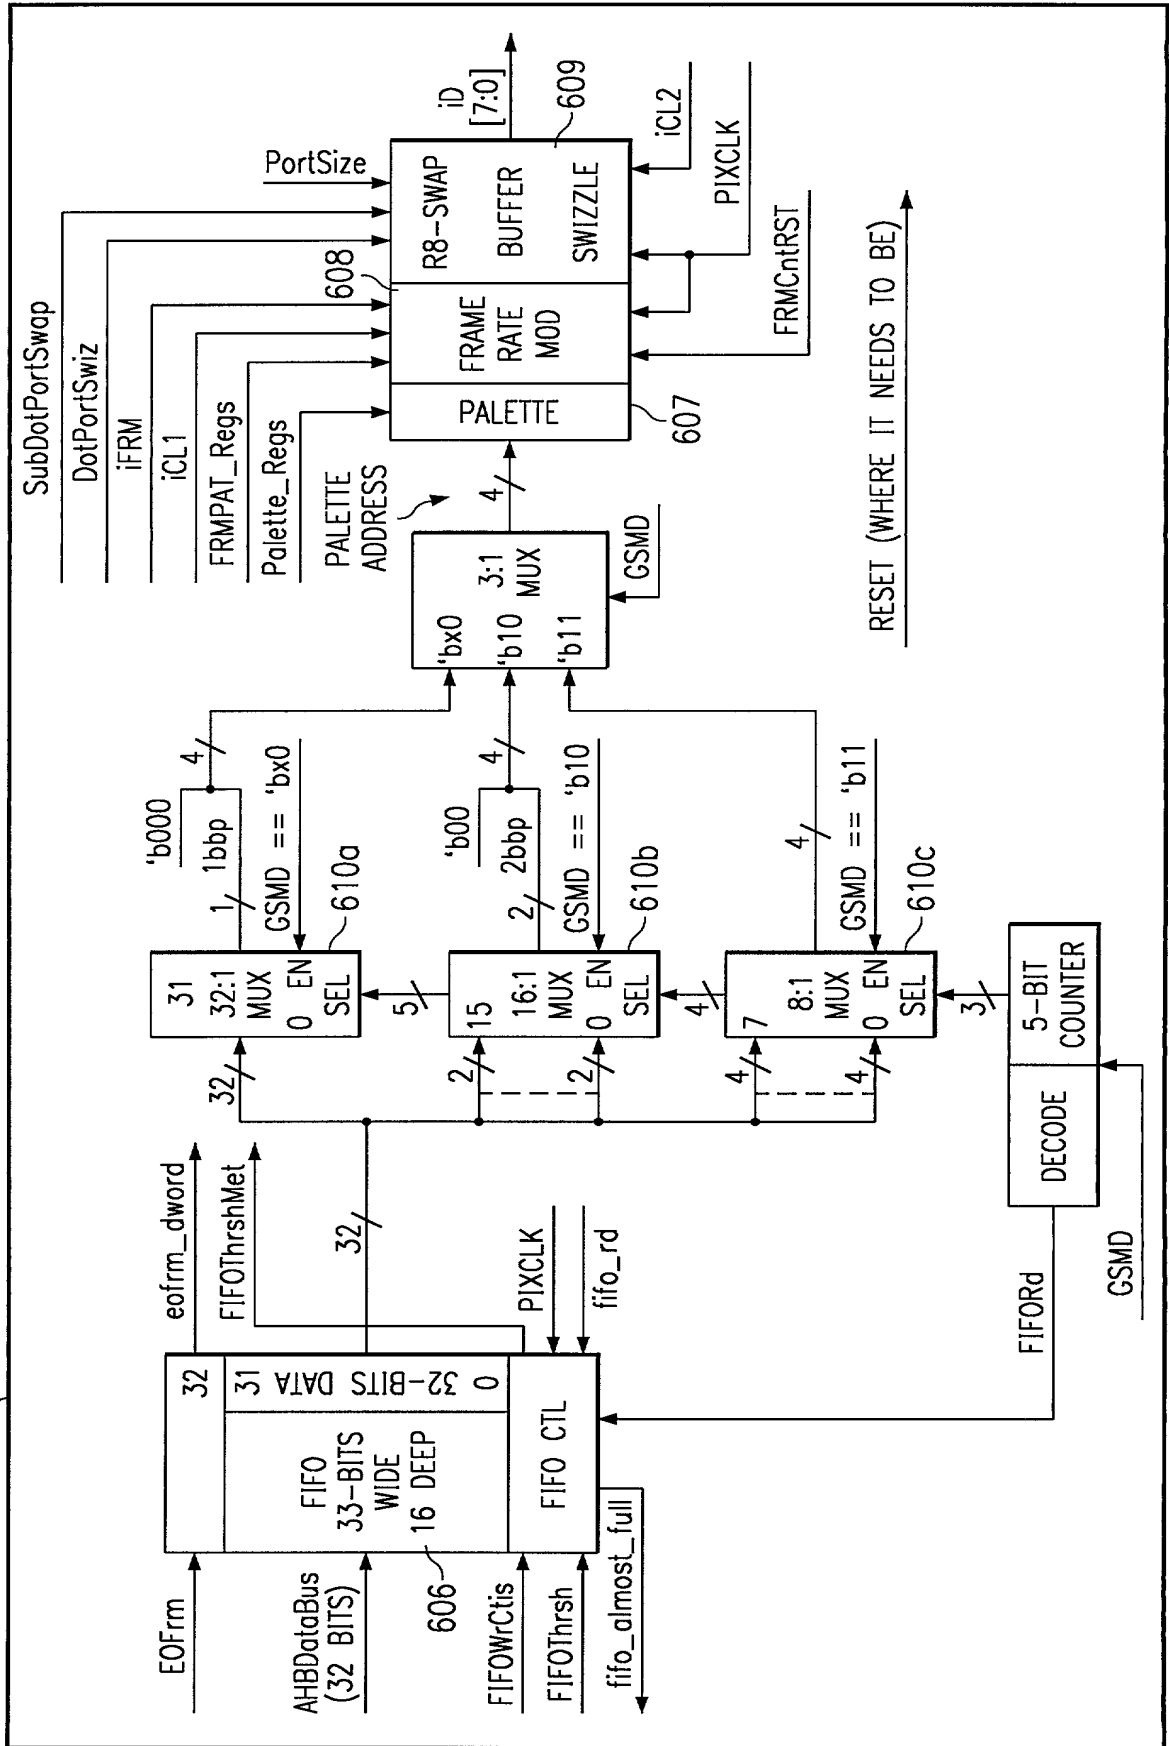 EOFrm
AHBDataBus
(32 BITS)
606
FIFOWrCtis
FIFOThrsh
fifo_almost_full
32
FIFO
33-BITS
WIDE
16 DEEP
31
32-BITS DATA
0
FIFO CTL
eofrm_dword
FIFOThrshMet
32
PIXCLK
fifo_rd
FIFORd
GSMD
DECODE
5-BIT
COUNTER
32
2
2
4
4
31
32:1
MUX
0 EN
SEL
5
15
16:1
MUX
0 EN
SEL
4
7
8:1
MUX
0 EN
SEL
3
'b000
1bbp
1
4
GSMD == 'bx0
610a
'b00
2bbp
2
4
GSMD == 'b10
610b
4
GSMD == 'b11
610c
'bx0
'b10
'b11
3:1
MUX
GSMD
PALETTE
ADDRESS
4
SubDotPortSwap
DotPortSwiz
iFRM
iCL1
FRMPAT_Regs
Palette_Regs
PortSize
PALETTE
607
FRAME
RATE
MOD
608
R8-SWAP
BUFFER
SWIZZLE
609
iD
[7:0]
iCL2
PIXCLK
FRMCntRST
RESET (WHERE IT NEEDS TO BE)